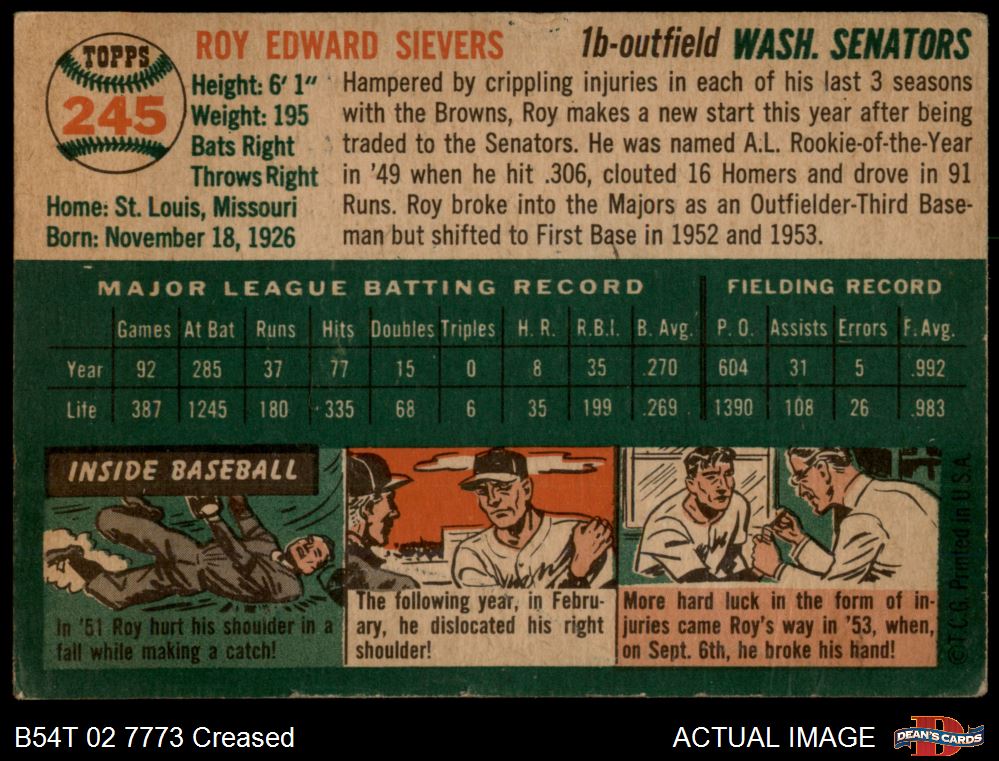 TOPPS
245
ROY EDWARD SIEVERS 1b-outfield WASH. SENATORS
Height: 6' 1"
Weight: 195
Bats Right
Throws Right
Home: St. Louis, Missouri
Born: November 18, 1926
Hampered by crippling injuries in each of his last 3 seasons
with the Browns, Roy makes a new start this year after being
traded to the Senators. He was named A.L. Rookie-of-the-Year
in '49 when he hit .306, clouted 16 Homers and drove in 91
Runs. Roy broke into the Majors as an Outfielder-Third Base-
man but shifted to First Base in 1952 and 1953.
MAJOR LEAGUE BATTING RECORD FIELDING RECORD
Games At Bat Runs Hits Doubles Triples H. R. R.B.I. B. Avg. P. O. Assists Errors F. Avg.
Year 92 285 37 77 15 0 8 35 .270 604 31 5 .992
Life 387 1245 180 335 68 6 35 199 .269 1390 108 26 .983
INSIDE BASEBALL
In '51 Roy hurt his shoulder in a
fall while making a catch!
The following year, in Febru-
ary, he dislocated his right
shoulder!
More hard luck in the form of in-
juries came Roy's way in '53, when,
on Sept. 6th, he broke his hand!
©T.C.G. Printed in U.S.A.
B54T 02 7773 Creased ACTUAL IMAGE
DEAN'S CARDS